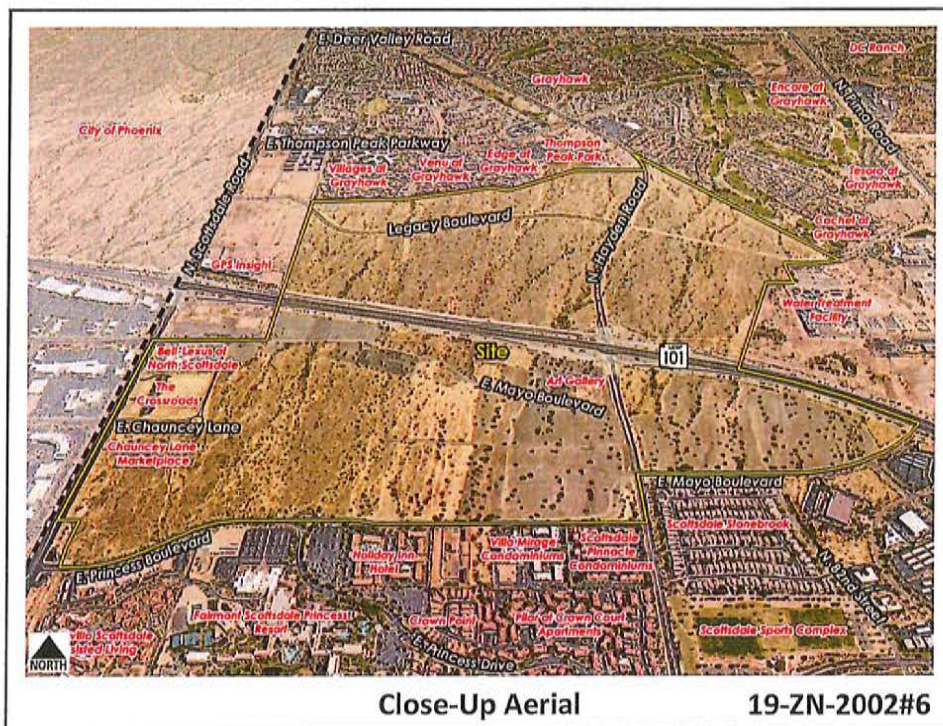 E. Deer Valley Road
DC Ranch
Grayhawk
Encore at
Grayhawk
N. Pima Road
City of Phoenix
E. Thompson Peak Parkway
Villages at
Grayhawk
Venu at
Grayhawk
Edge at
Grayhawk
Thompson
Peak Park
Tesoro at
Grayhawk
N. Scottsdale Road
Legacy Boulevard
N. Hayden Road
Cachet at
Grayhawk
GPS Insight
Water Treatment
Facility
Site
101
Bell Lexus of
North Scottsdale
The
Crossroads
E. Mayo Boulevard
Art Gallery
E. Chauncey Lane
Chauncey Lane
Marketplace
E. Mayo Boulevard
Scottsdale Stonebrook
E. Princess Boulevard
Holiday Inn
Hotel
Villa Mirage
Condominiums
Scottsdale
Pinnacle
Condominiums
N. 82nd Street
Fairmont Scottsdale Princess
Resort
Crown Point
Pillar at Crown Court
Apartments
Scottsdale Sports Complex
Scottsdale
Living
E. Princess Drive
NORTH
Close-Up Aerial
19-ZN-2002#6